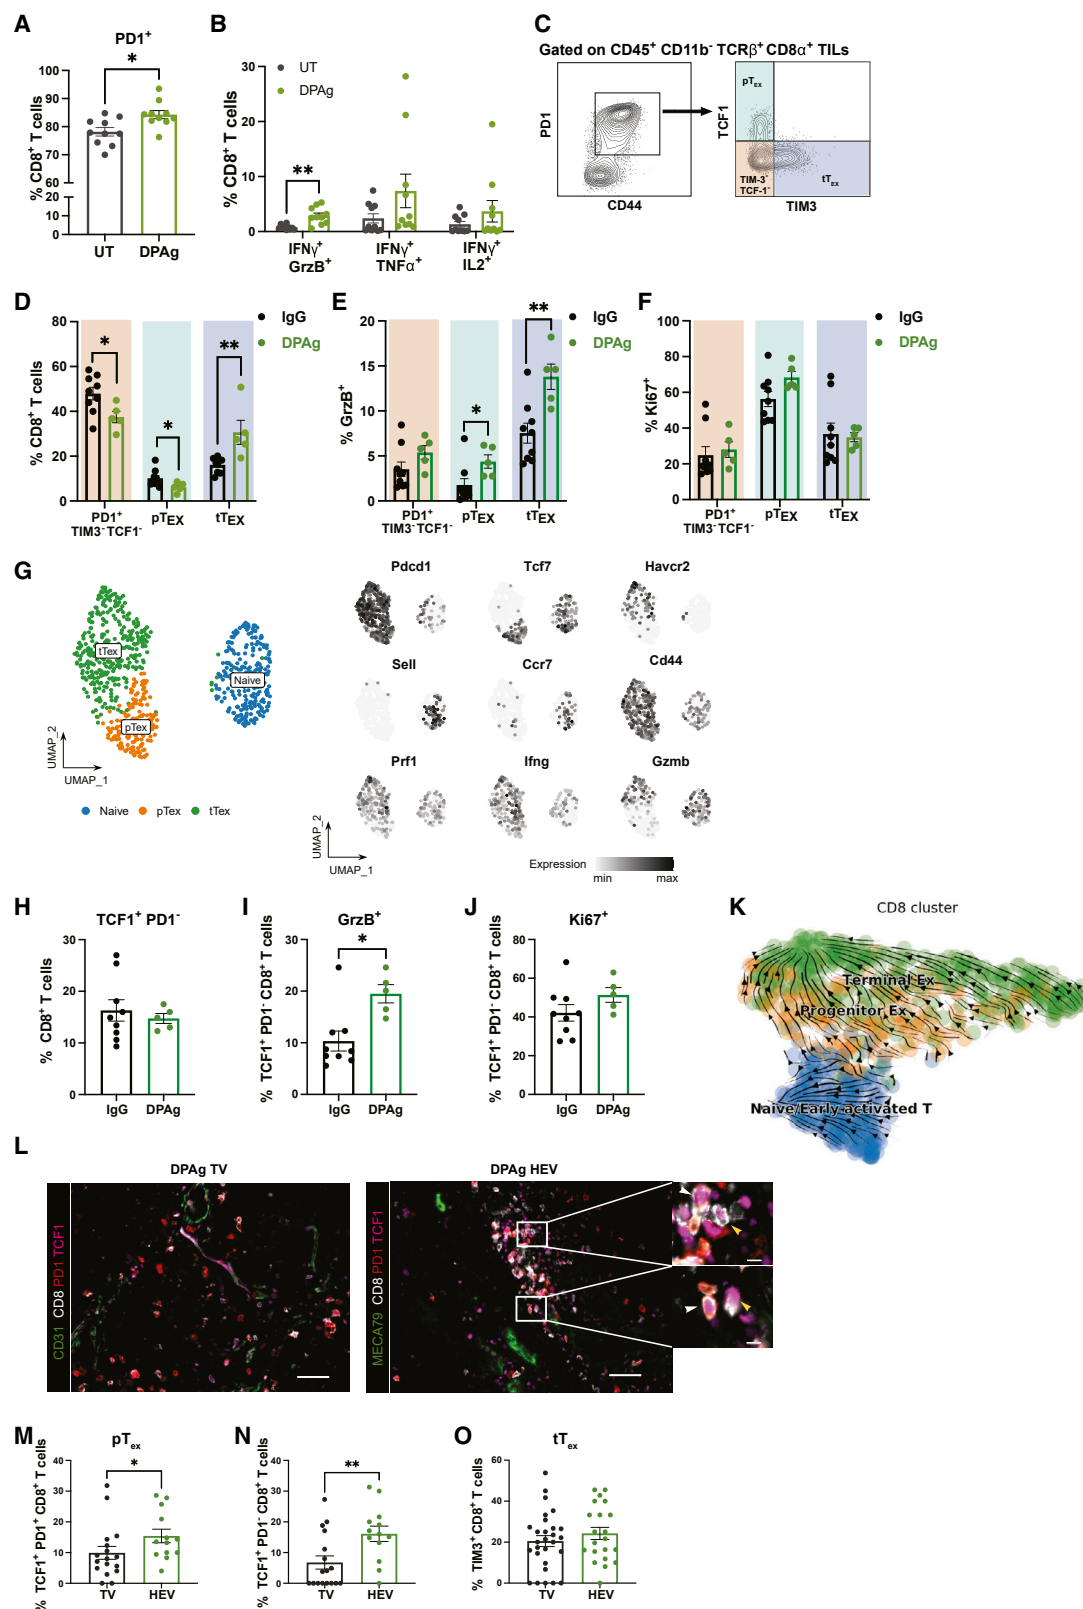 A
PD1+
*
% CD8+ T cells
100
90
80
70
60
20
10
0
UT
DPAg
B
UT
DPAg
**
% CD8+ T cells
30
20
10
0
IFNγ+ GrzB+
IFNγ+ TNFα+
IFNγ+ IL2+
C
Gated on CD45+ CD11b- TCRβ+ CD8α+ TILs
PD1
CD44
TCF1
pTEX
TIM-3-
TCF-1-
tTEX
TIM3
D
IgG
DPAg
* * **
% CD8+ T cells
80
60
40
20
0
PD1+ TIM3- TCF1-
pTEX
tTEX
E
IgG
DPAg
* **
% GrzB+
20
15
10
5
0
PD1+ TIM3- TCF1-
pTEX
tTEX
F
IgG
DPAg
% Ki67+
100
80
60
40
20
0
PD1+ TIM3- TCF1-
pTEX
tTEX
G
tTex
pTex
Naive
UMAP_2
UMAP_1
Naive pTex tTex
Pdcd1 Tcf7 Havcr2
Sell Ccr7 Cd44
Prf1 Ifng Gzmb
UMAP_2
UMAP_1
Expression
min max
H
TCF1+ PD1-
% CD8+ T cells
30
20
10
0
IgG DPAg
I
GrzB+
*
% TCF1+ PD1- CD8+ T cells
30
20
10
0
IgG DPAg
J
Ki67+
% TCF1+ PD1- CD8+ T cells
80
60
40
20
0
IgG DPAg
K
CD8 cluster
Terminal Ex
Progenitor Ex
Naive/Early activated T
L
DPAg TV
CD31 CD8 PD1 TCF1
DPAg HEV
MECA79 CD8 PD1 TCF1
M
pTex
*
% TCF1+ PD1+ CD8+ T cells
40
30
20
10
0
TV HEV
N
**
% TCF1+ PD1- CD8+ T cells
40
30
20
10
0
TV HEV
O
tTex
% TIM3+ CD8+ T cells
60
40
20
0
TV HEV